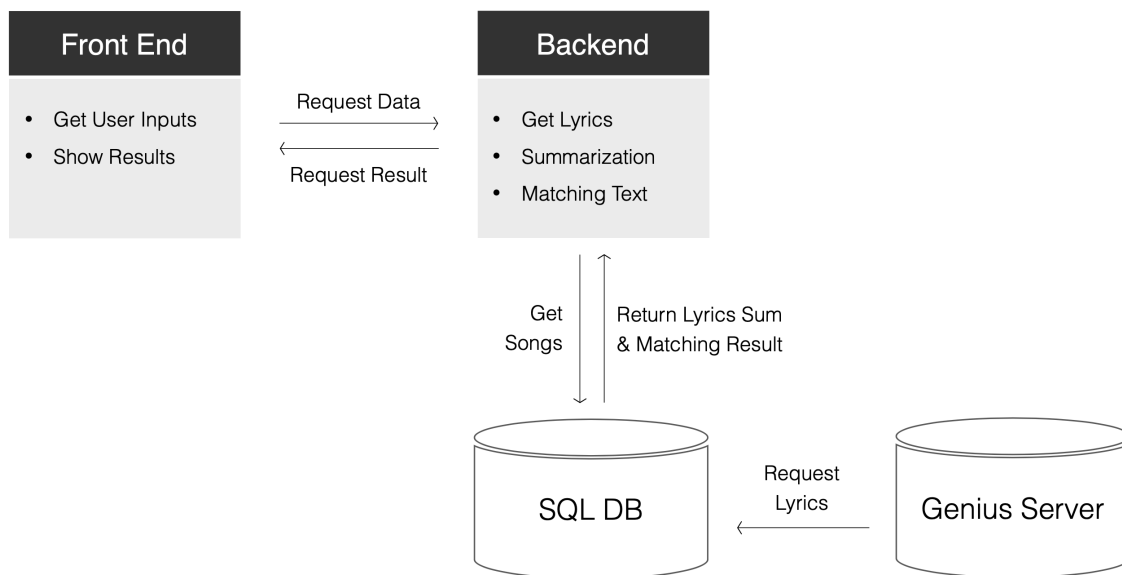 Front End
• Get User Inputs
• Show Results
Request Data
Request Result
Backend
• Get Lyrics
• Summarization
• Matching Text
Get
Songs
Return Lyrics Sum
& Matching Result
SQL DB
Request
Lyrics
Genius Server